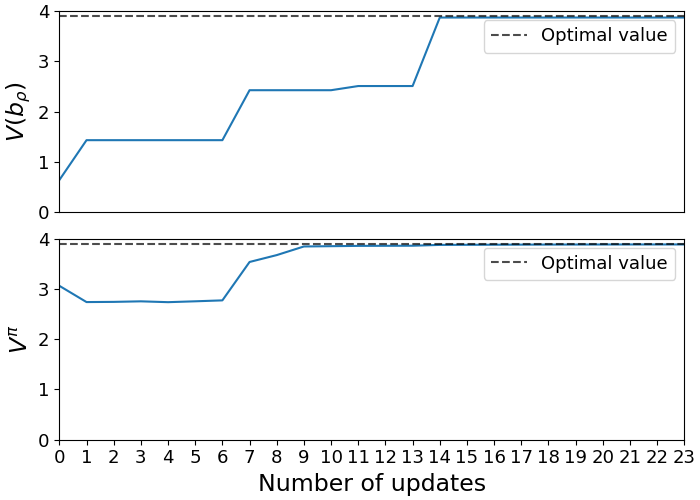 4
3
2
1
0
V(bρ)
Optimal value
4
3
2
1
0
Vπ
Optimal value
0 1 2 3 4 5 6 7 8 9 10 11 12 13 14 15 16 17 18 19 20 21 22 23
Number of updates